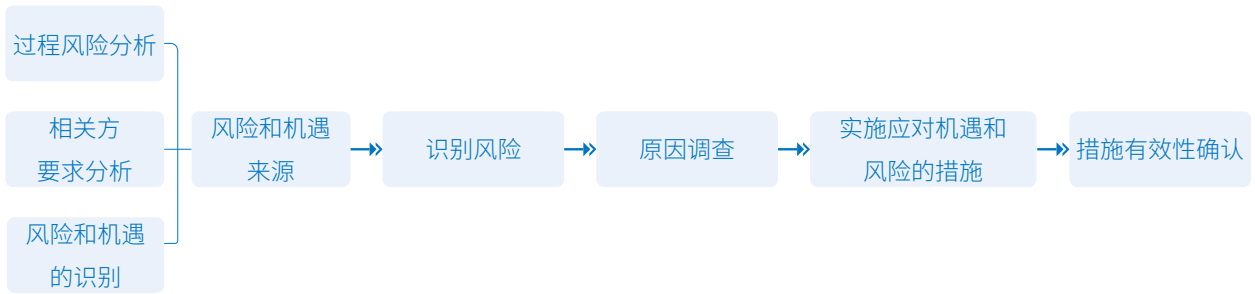 过程风险分析
相关方
要求分析
风险和机遇
的识别
风险和机遇
来源
识别风险
原因调查
实施应对机遇和
风险的措施
措施有效性确认